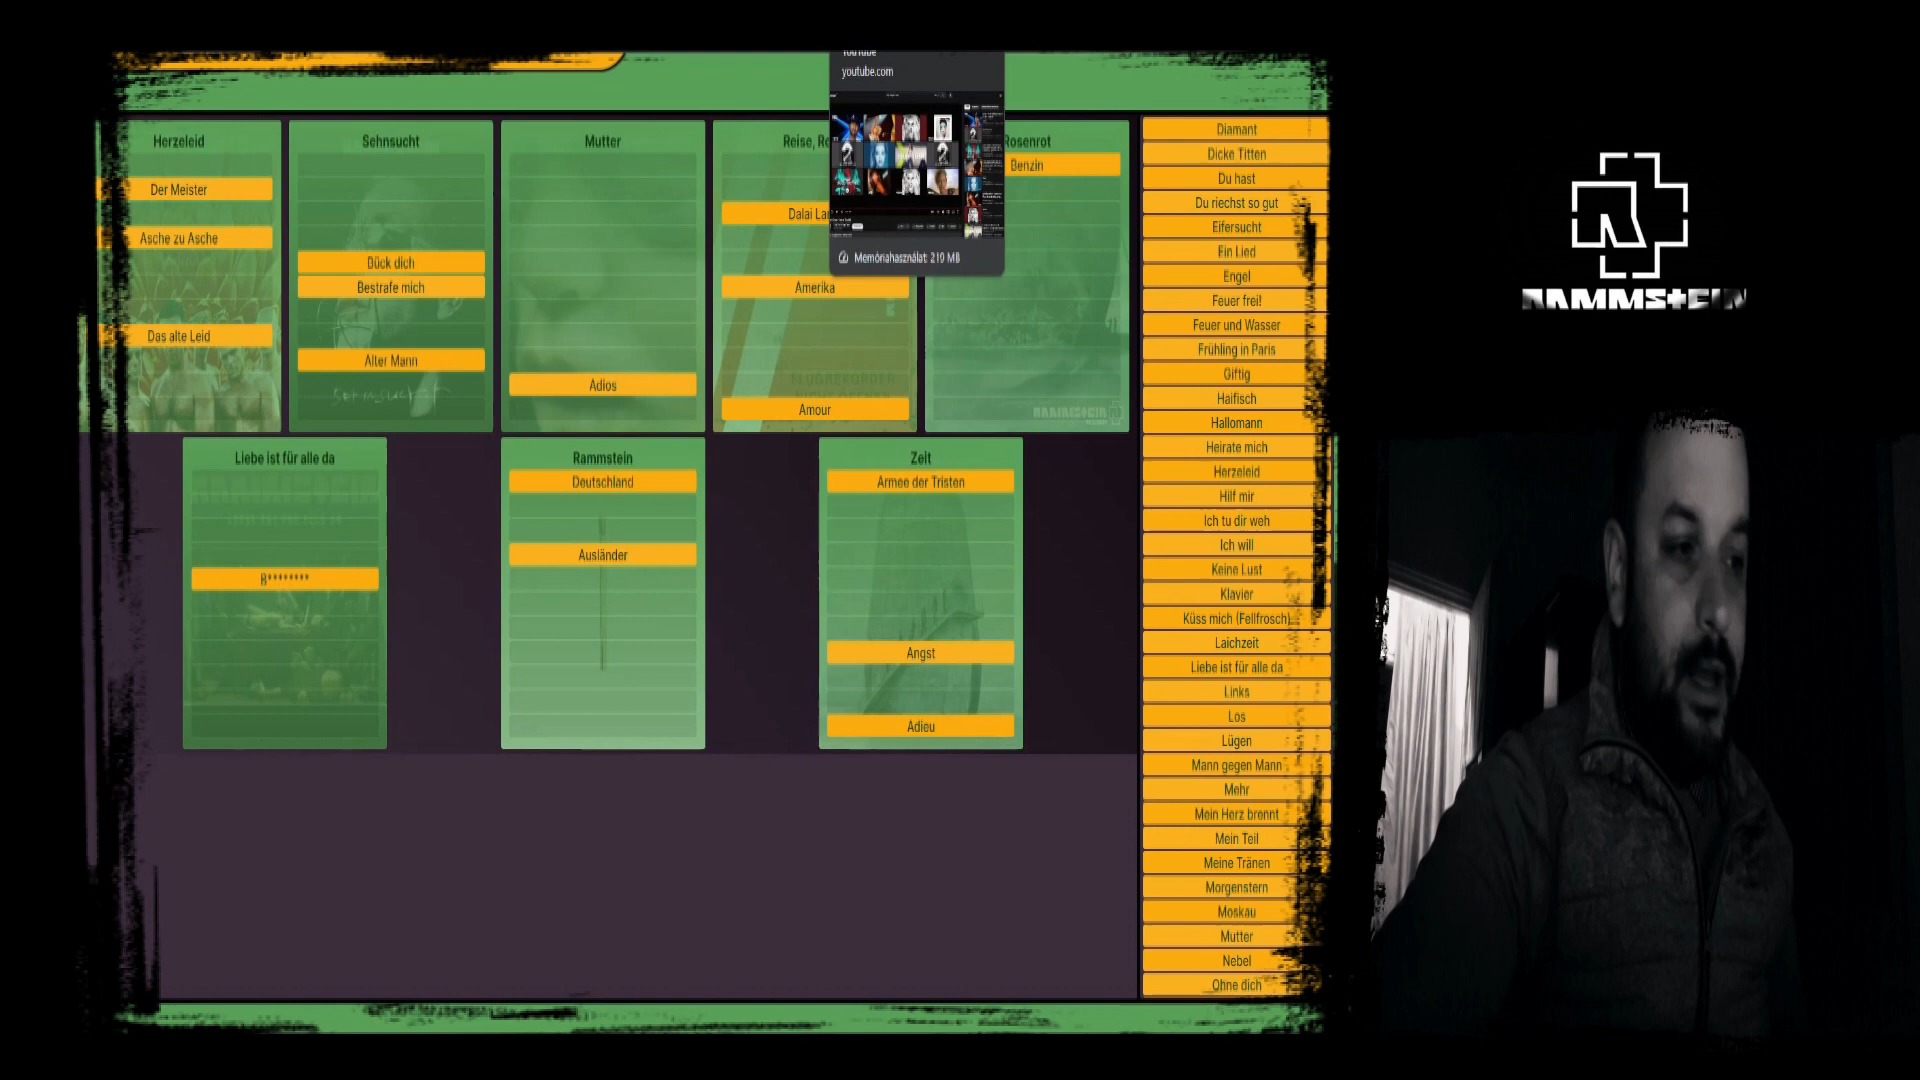 YouTube
youtube.com
Memóriahasználat: 219 MB
Herzeleid
Der Meister
Asche zu Asche
Das alte Leid
Sehnsucht
Bück dich
Bestrafe mich
Alter Mann
Mutter
Adios
Reise, Re
Dalai La
Amerika
Amour
Rosenrot
Benzin
RAMMSTEIN
Liebe ist für alle da
B********
Rammstein
Deutschland
Ausländer
Zeit
Armee der Tristen
Angst
Adieu
Diamant
Dicke Titten
Du hast
Du riechst so gut
Eifersucht
Ein Lied
Engel
Feuer frei!
Feuer und Wasser
Frühling in Paris
Giftig
Haifisch
Hallomann
Heirate mich
Herzeleid
Hilf mir
Ich tu dir weh
Ich will
Keine Lust
Klavier
Küss mich (Fellfrosch)
Laichzeit
Liebe ist für alle da
Links
Los
Lügen
Mann gegen Mann
Mehr
Mein Herz brennt
Mein Teil
Meine Tränen
Morgenstern
Moskau
Mutter
Nebel
Ohne dich
RAMMSTEIN